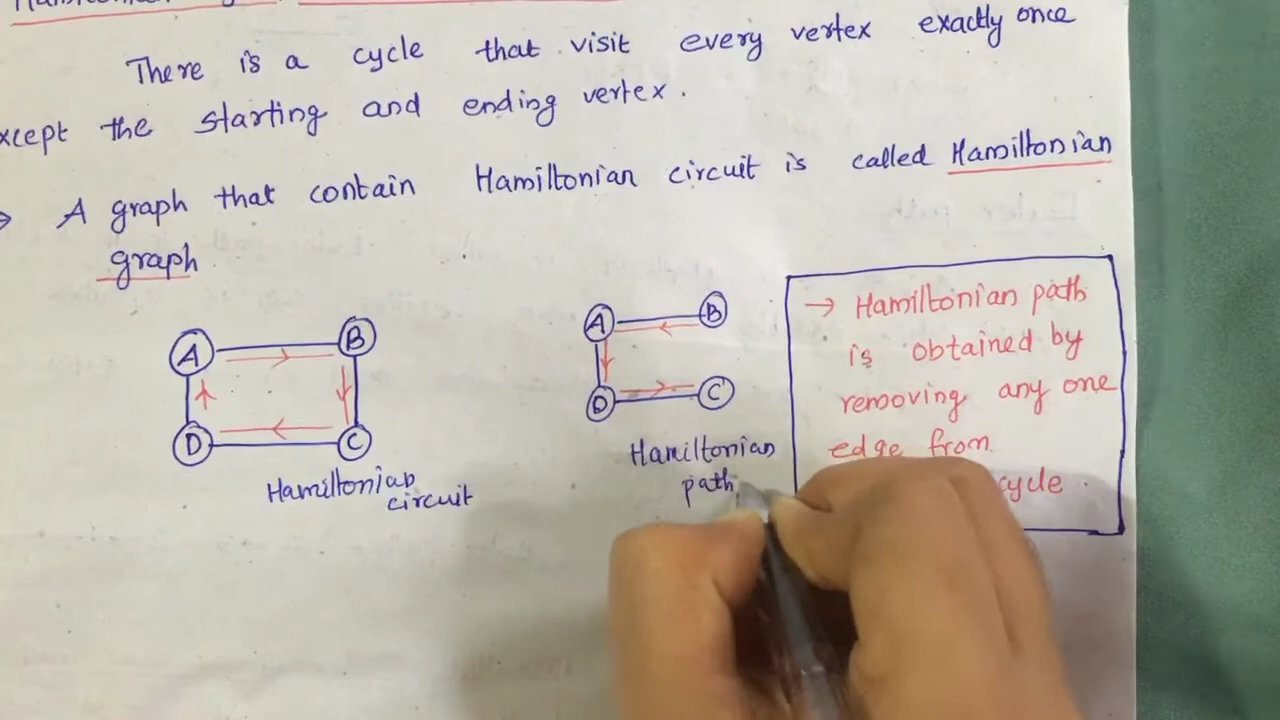 There is a cycle that visit every vertex exactly once
xcept the starting and ending vertex.
→ A graph that contain Hamiltonian circuit is called Hamiltonian
graph
A B
D C
Hamiltonian
circuit
A B
D C
Hamiltonian
path
→ Hamiltonian path
is obtained by
removing any one
edge from
cycle.